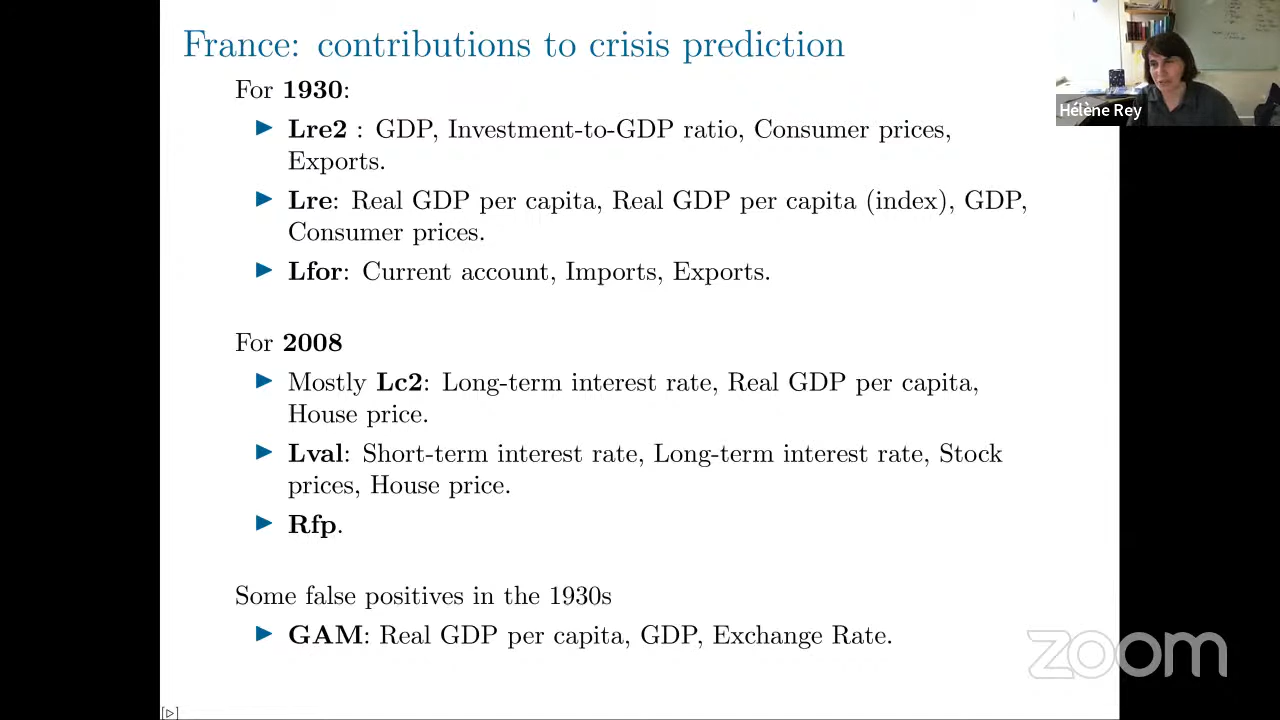 France: contributions to crisis prediction
For 1930:
Lre2 : GDP, Investment-to-GDP ratio, Consumer prices,
Exports.
Lre: Real GDP per capita, Real GDP per capita (index), GDP,
Consumer prices.
Lfor: Current account, Imports, Exports.
For 2008
Mostly Lc2: Long-term interest rate, Real GDP per capita,
House price.
Lval: Short-term interest rate, Long-term interest rate, Stock
prices, House price.
Rfp.
Some false positives in the 1930s
GAM: Real GDP per capita, GDP, Exchange Rate.
Hélène Rey
zoom